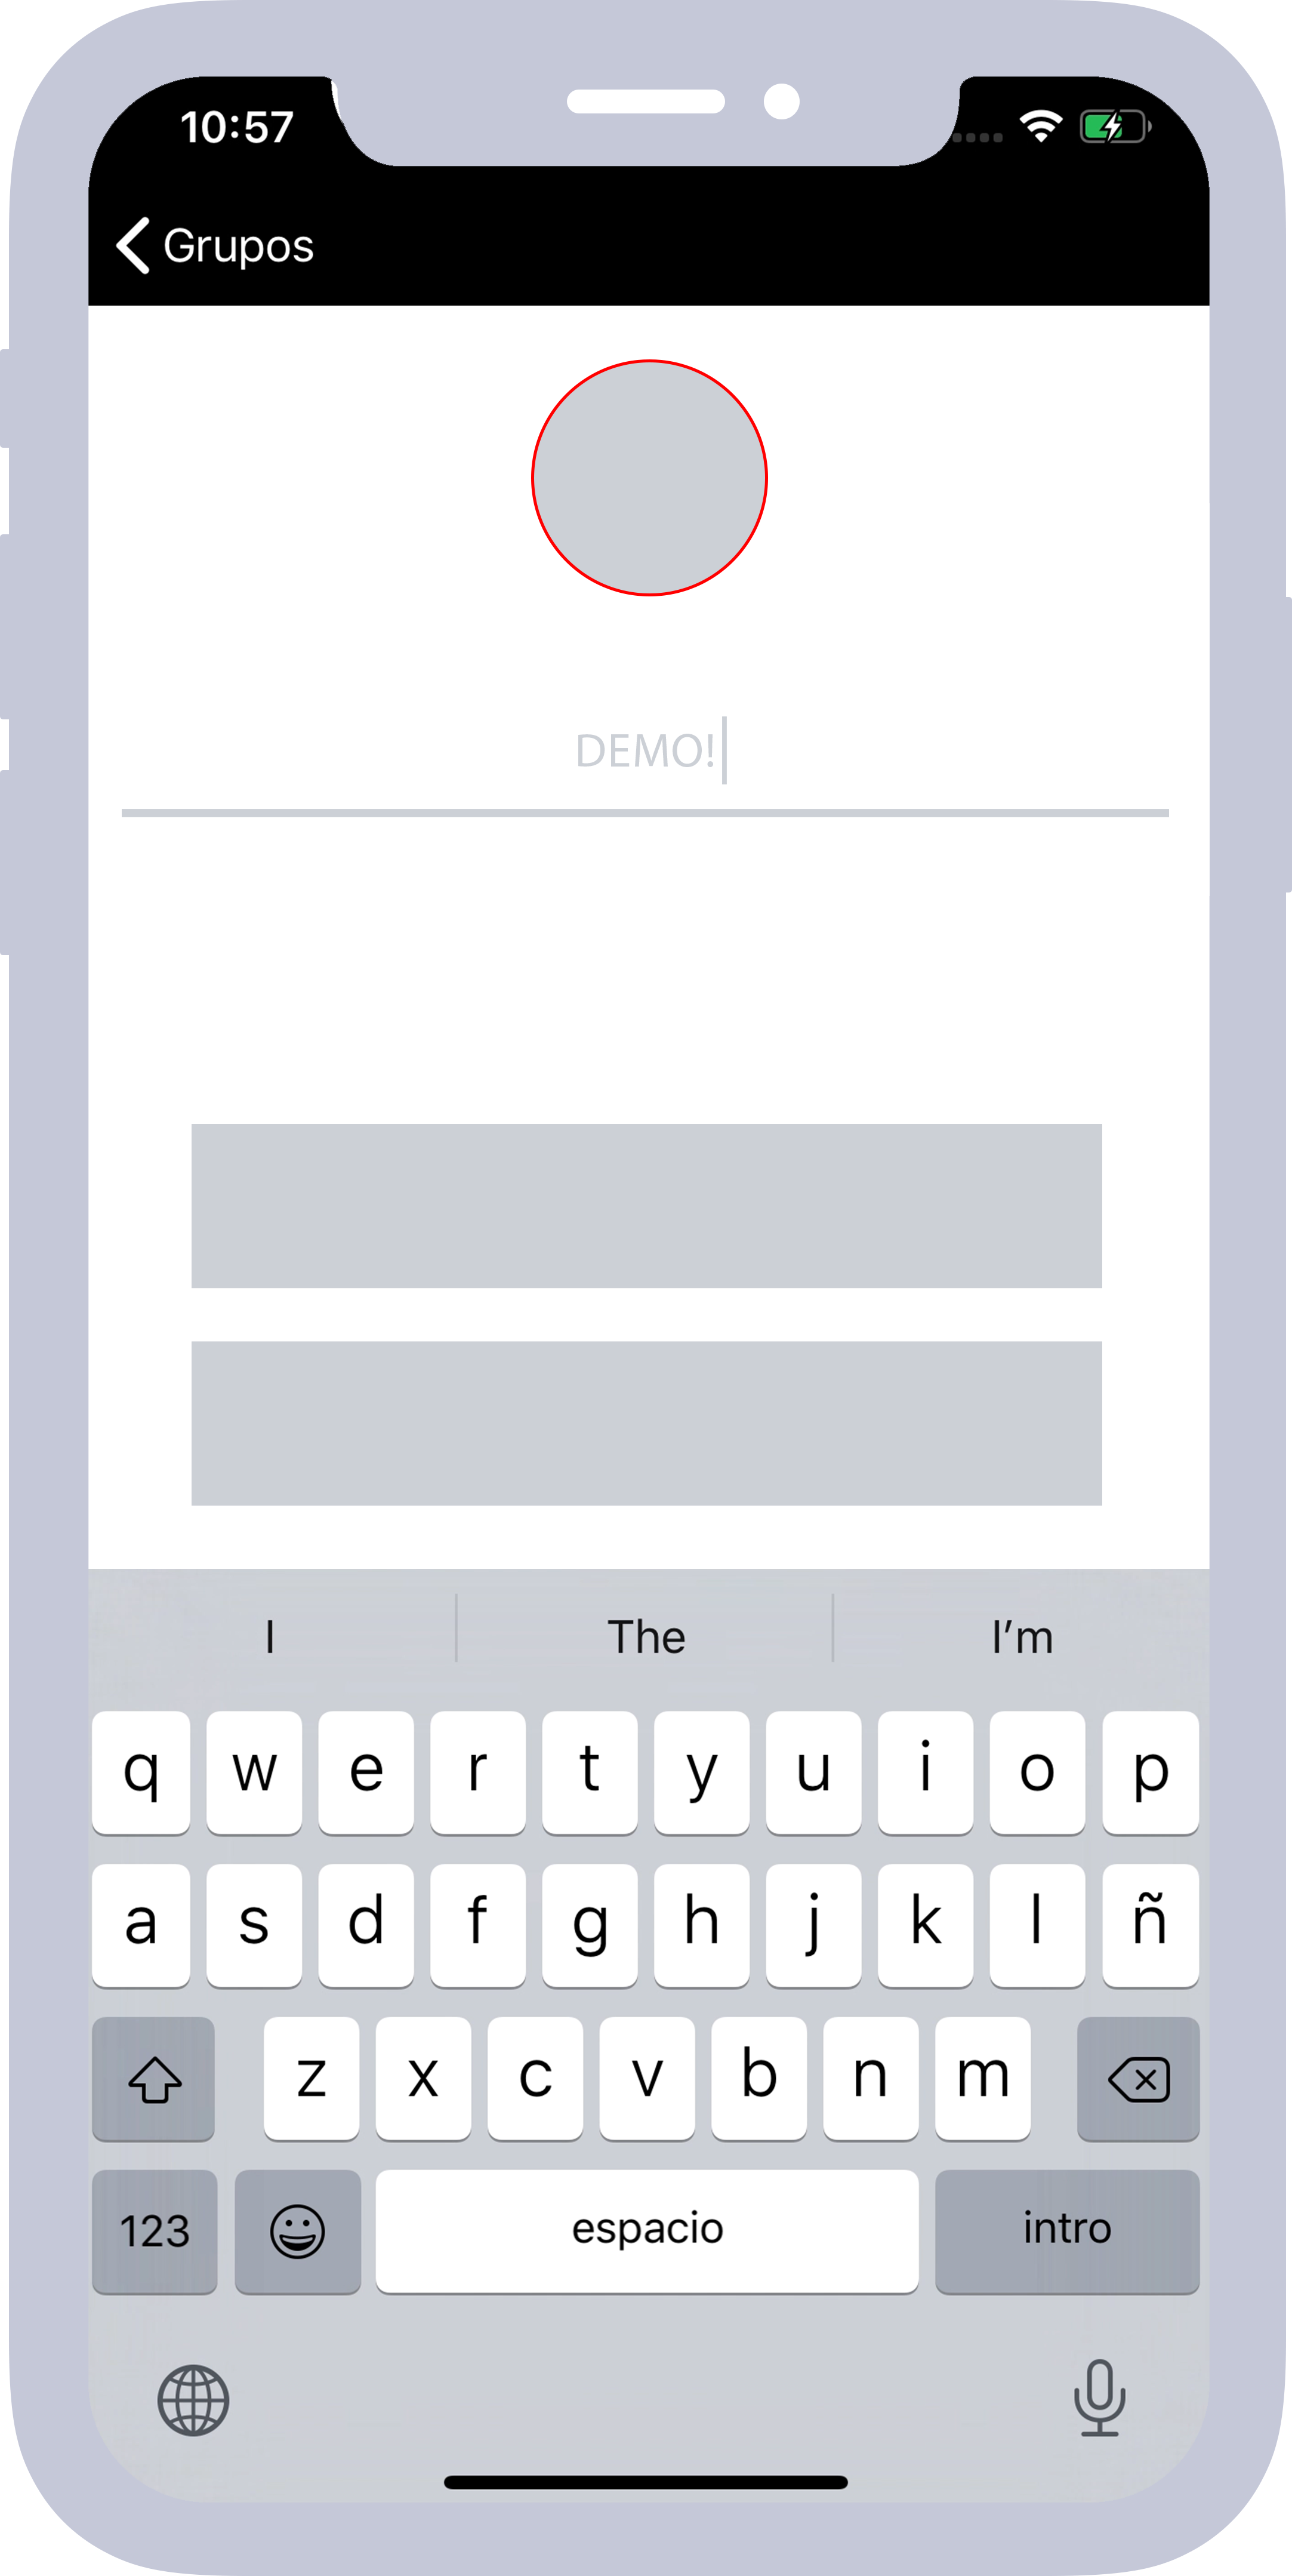 10:57
Grupos
DEMO!
I The I’m
q w e r t y u i o p
a s d f g h j k l ñ
z x c v b n m
123 espacio intro